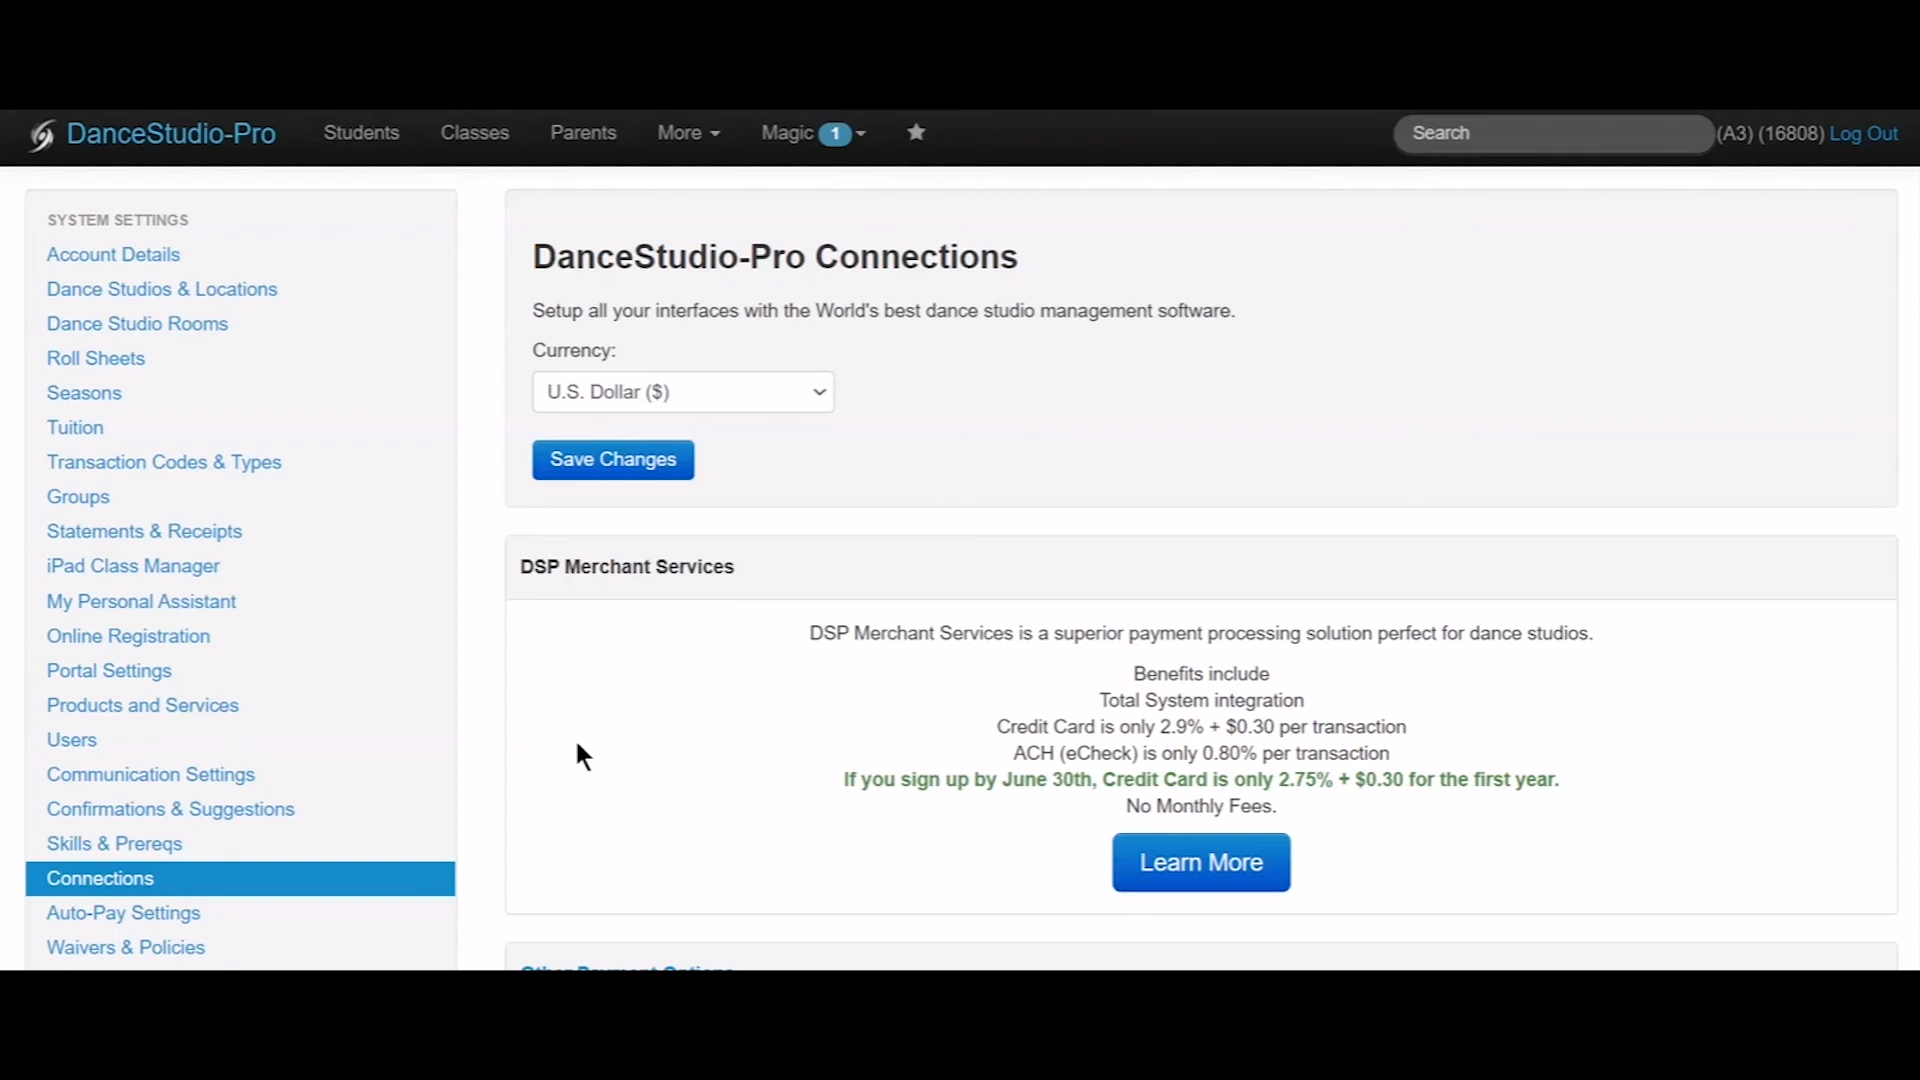 DanceStudio-Pro Students Classes Parents More Magic 1 Search (A3) (16808) Log Out
SYSTEM SETTINGS
Account Details
Dance Studios & Locations
Dance Studio Rooms
Roll Sheets
Seasons
Tuition
Transaction Codes & Types
Groups
Statements & Receipts
iPad Class Manager
My Personal Assistant
Online Registration
Portal Settings
Products and Services
Users
Communication Settings
Confirmations & Suggestions
Skills & Prereqs
Connections
Auto-Pay Settings
Waivers & Policies
DanceStudio-Pro Connections
Setup all your interfaces with the World's best dance studio management software.
Currency:
U.S. Dollar ($)
Save Changes
DSP Merchant Services
DSP Merchant Services is a superior payment processing solution perfect for dance studios.
Benefits include
Total System integration
Credit Card is only 2.9% + $0.30 per transaction
ACH (eCheck) is only 0.80% per transaction
If you sign up by June 30th, Credit Card is only 2.75% + $0.30 for the first year.
No Monthly Fees.
Learn More
Other Payment Options